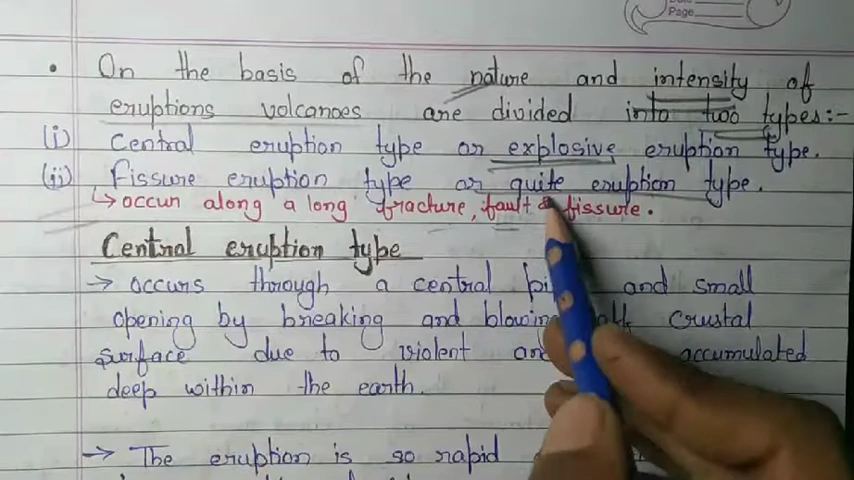 Page
• On the basis of the nature and intensity of
eruptions volcanoes are divided into two types:-
(i) Central eruption type or explosive eruption type.
(ii) Fissure eruption type or quite eruption type.
↳ occur along a long fracture, fault & fissure.
Central eruption type
→ occurs through a central and small
opening by breaking and blowing crustal
surface due to violent accumulated
deep within the earth.
→ The eruption is so rapid